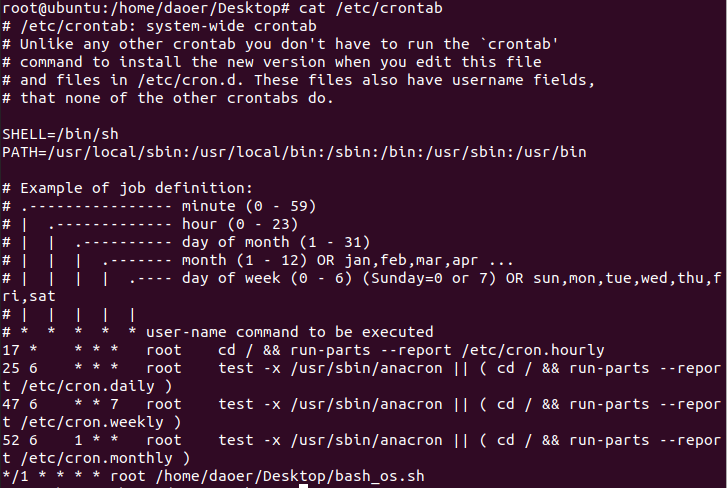 root@ubuntu:/home/daoer/Desktop# cat /etc/crontab
# /etc/crontab: system-wide crontab
# Unlike any other crontab you don't have to run the `crontab'
# command to install the new version when you edit this file
# and files in /etc/cron.d. These files also have username fields,
# that none of the other crontabs do.

SHELL=/bin/sh
PATH=/usr/local/sbin:/usr/local/bin:/sbin:/bin:/usr/sbin:/usr/bin

# Example of job definition:
# .---------------- minute (0 - 59)
# |  .------------- hour (0 - 23)
# |  |  .---------- day of month (1 - 31)
# |  |  |  .------- month (1 - 12) OR jan,feb,mar,apr ...
# |  |  |  |  .---- day of week (0 - 6) (Sunday=0 or 7) OR sun,mon,tue,wed,thu,f
ri,sat
# |  |  |  |  |
# *  *  *  *  * user-name command to be executed
17 *    * * *   root    cd / && run-parts --report /etc/cron.hourly
25 6    * * *   root    test -x /usr/sbin/anacron || ( cd / && run-parts --repor
t /etc/cron.daily )
47 6    * * 7   root    test -x /usr/sbin/anacron || ( cd / && run-parts --repor
t /etc/cron.weekly )
52 6    1 * *   root    test -x /usr/sbin/anacron || ( cd / && run-parts --repor
t /etc/cron.monthly )
*/1 * * * * root /home/daoer/Desktop/bash_os.sh